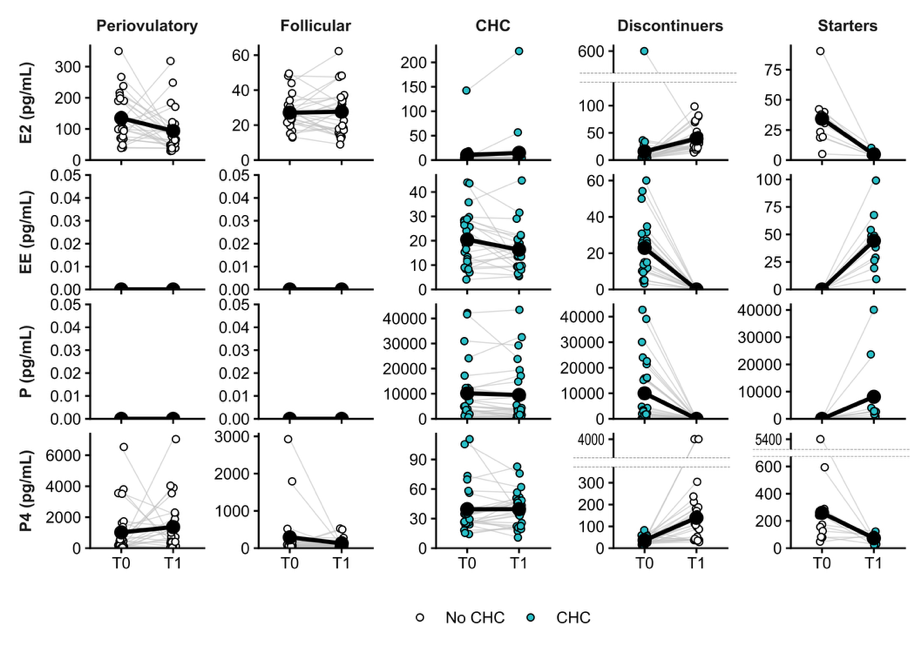 Periovulatory Follicular CHC Discontinuers Starters
E2 (pg/mL)
300 200 100 0
60 40 20 0
200 150 100 50 0
600 100 50 0
75 50 25 0
EE (pg/mL)
0.05 0.04 0.03 0.02 0.01 0.00
0.05 0.04 0.03 0.02 0.01 0.00
40 30 20 10 0
60 40 20 0
100 75 50 25 0
P (pg/mL)
0.05 0.04 0.03 0.02 0.01 0.00
0.05 0.04 0.03 0.02 0.01 0.00
40000 30000 20000 10000 0
40000 30000 20000 10000 0
40000 30000 20000 10000 0
P4 (pg/mL)
6000 4000 2000 0
3000 2000 1000 0
90 60 30 0
4000 300 200 100 0
5400 600 400 200 0
T0 T1 T0 T1 T0 T1 T0 T1 T0 T1
No CHC CHC